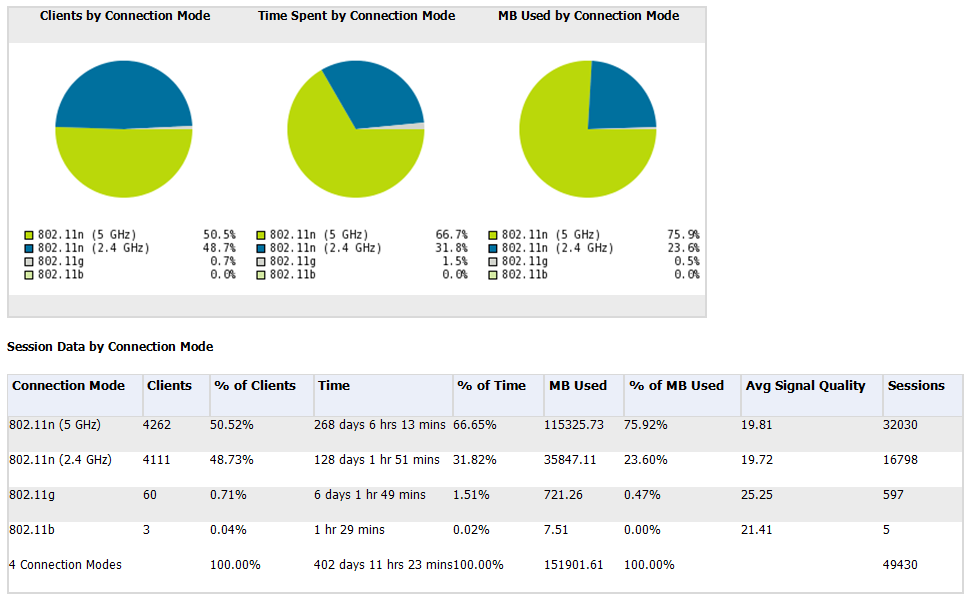 Clients by Connection Mode Time Spent by Connection Mode MB Used by Connection Mode
802.11n (5 GHz) 50.5% 802.11n (5 GHz) 66.7% 802.11n (5 GHz) 75.9%
802.11n (2.4 GHz) 48.7% 802.11n (2.4 GHz) 31.8% 802.11n (2.4 GHz) 23.6%
802.11g 0.7% 802.11g 1.5% 802.11g 0.5%
802.11b 0.0% 802.11b 0.0% 802.11b 0.0%
Session Data by Connection Mode
Connection Mode Clients % of Clients Time % of Time MB Used % of MB Used Avg Signal Quality Sessions
802.11n (5 GHz) 4262 50.52% 268 days 6 hrs 13 mins 66.65% 115325.73 75.92% 19.81 32030
802.11n (2.4 GHz) 4111 48.73% 128 days 1 hr 51 mins 31.82% 35847.11 23.60% 19.72 16798
802.11g 60 0.71% 6 days 1 hr 49 mins 1.51% 721.26 0.47% 25.25 597
802.11b 3 0.04% 1 hr 29 mins 0.02% 7.51 0.00% 21.41 5
4 Connection Modes 100.00% 402 days 11 hrs 23 mins 100.00% 151901.61 100.00% 49430